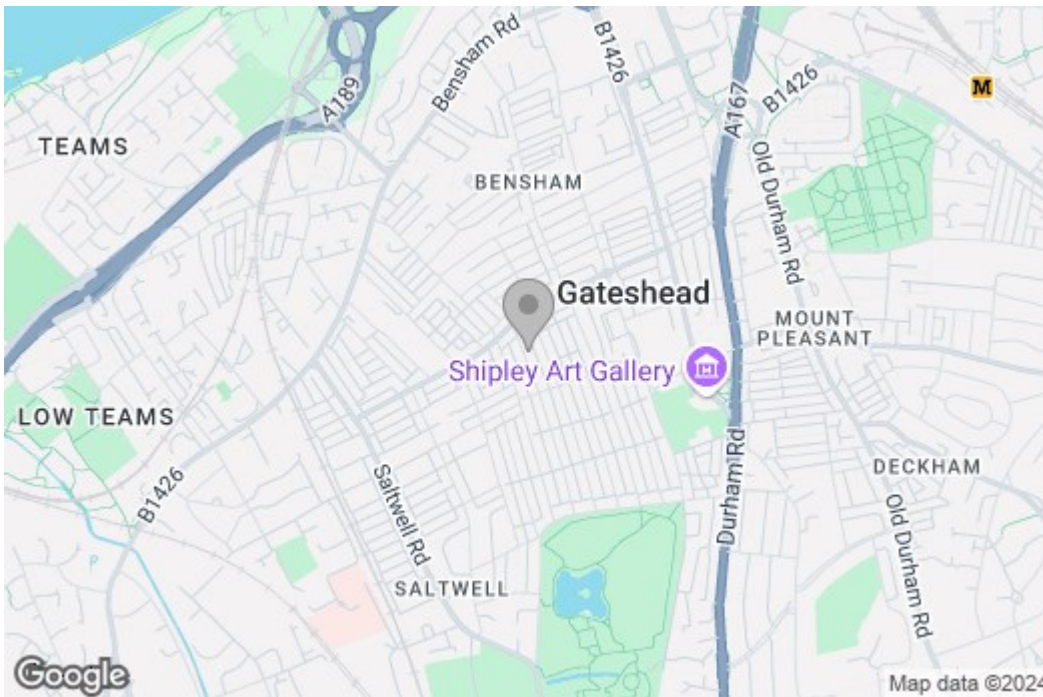 Bensham Rd
B1426
A189
A167
B1426
M
TEAMS
BENSHAM
Old Durham Rd
Gateshead
MOUNT
PLEASANT
Shipley Art Gallery
LOW TEAMS
B1426
Saltwell Rd
Durham Rd
DECKHAM
Old Durham Rd
SALTWELL
Google
Map data ©2024